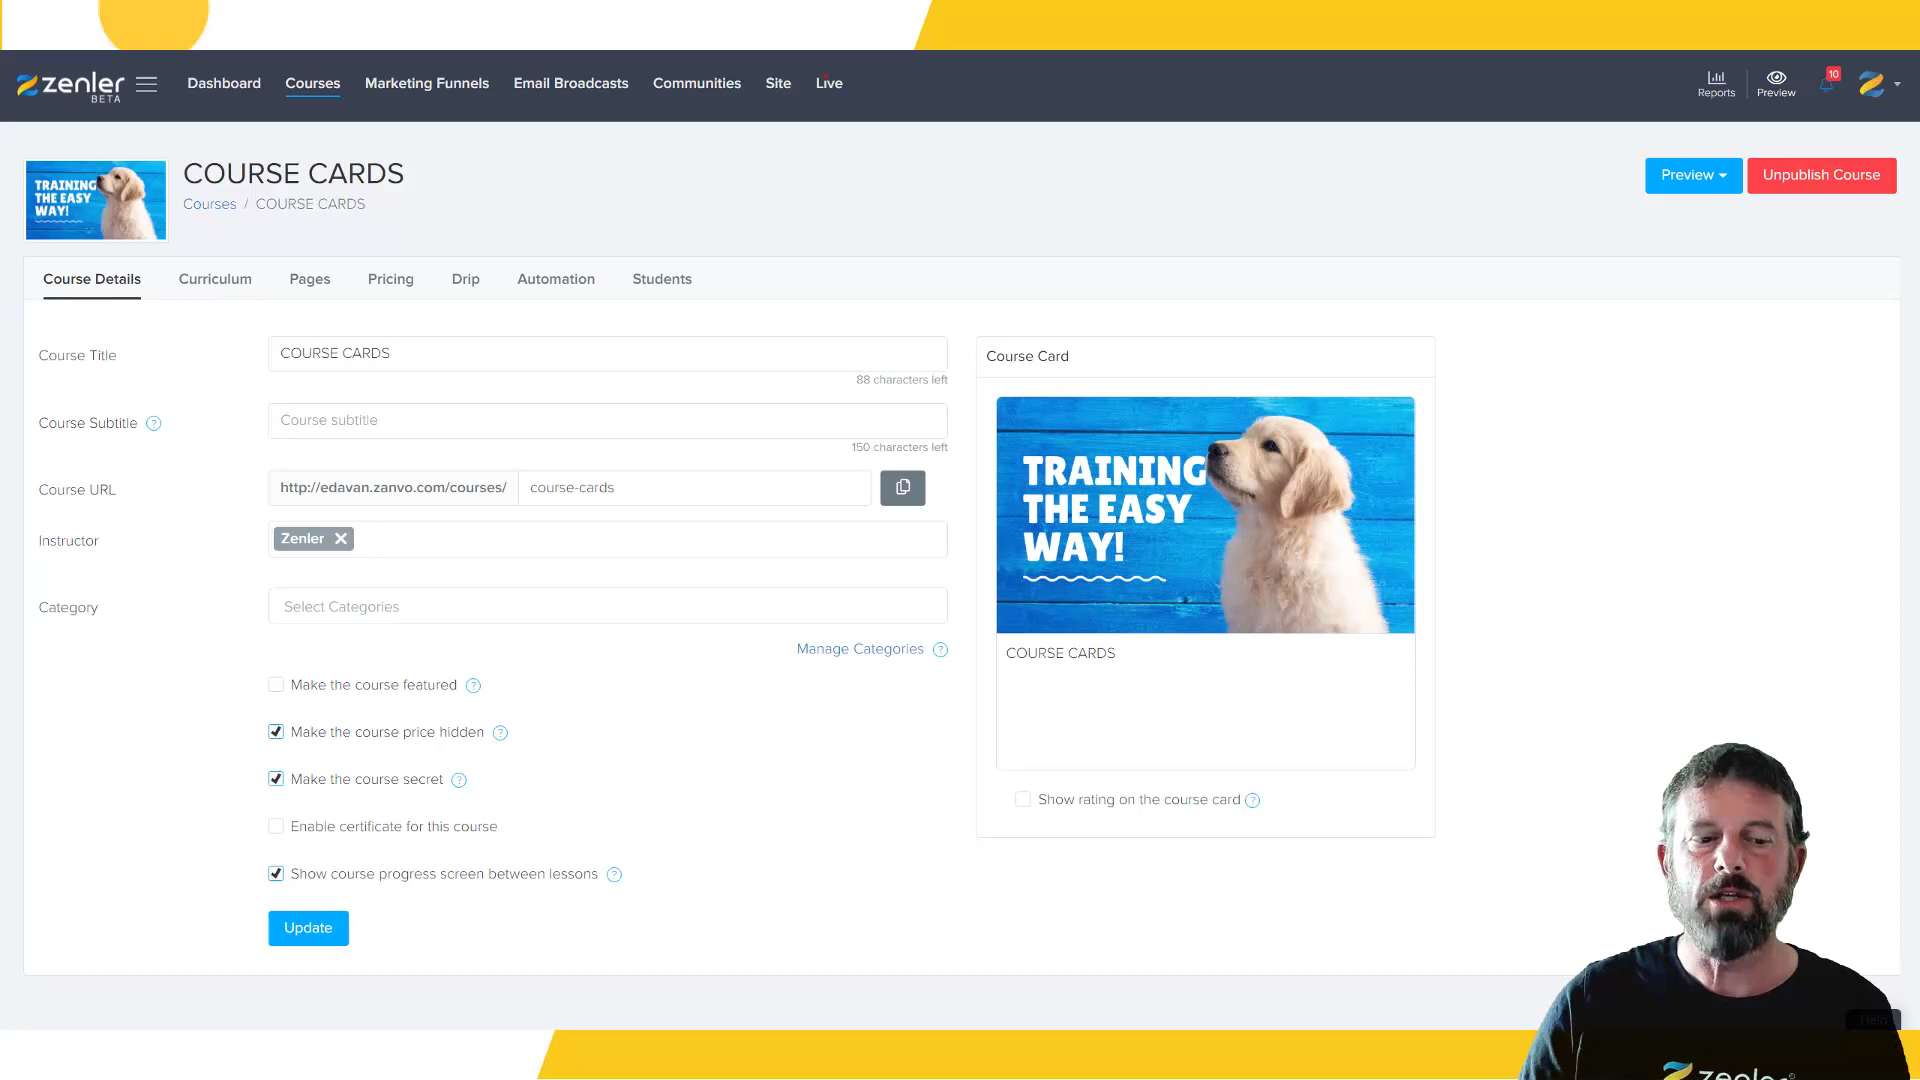 zenler
BETA
Dashboard
Courses
Marketing Funnels
Email Broadcasts
Communities
Site
Live
Reports
Preview
10
TRAINING
THE EASY
WAY!
COURSE CARDS
Courses / COURSE CARDS
Preview
Unpublish Course
Course Details
Curriculum
Pages
Pricing
Drip
Automation
Students
Course Title
COURSE CARDS
88 characters left
Course Subtitle ?
Course subtitle
150 characters left
Course URL
http://edavan.zanvo.com/courses/
course-cards
Instructor
Zenler
Category
Select Categories
Manage Categories ?
Make the course featured ?
Make the course price hidden ?
Make the course secret ?
Enable certificate for this course
Show course progress screen between lessons ?
Update
Course Card
TRAINING
THE EASY
WAY!
COURSE CARDS
Show rating on the course card ?
Help
zenler